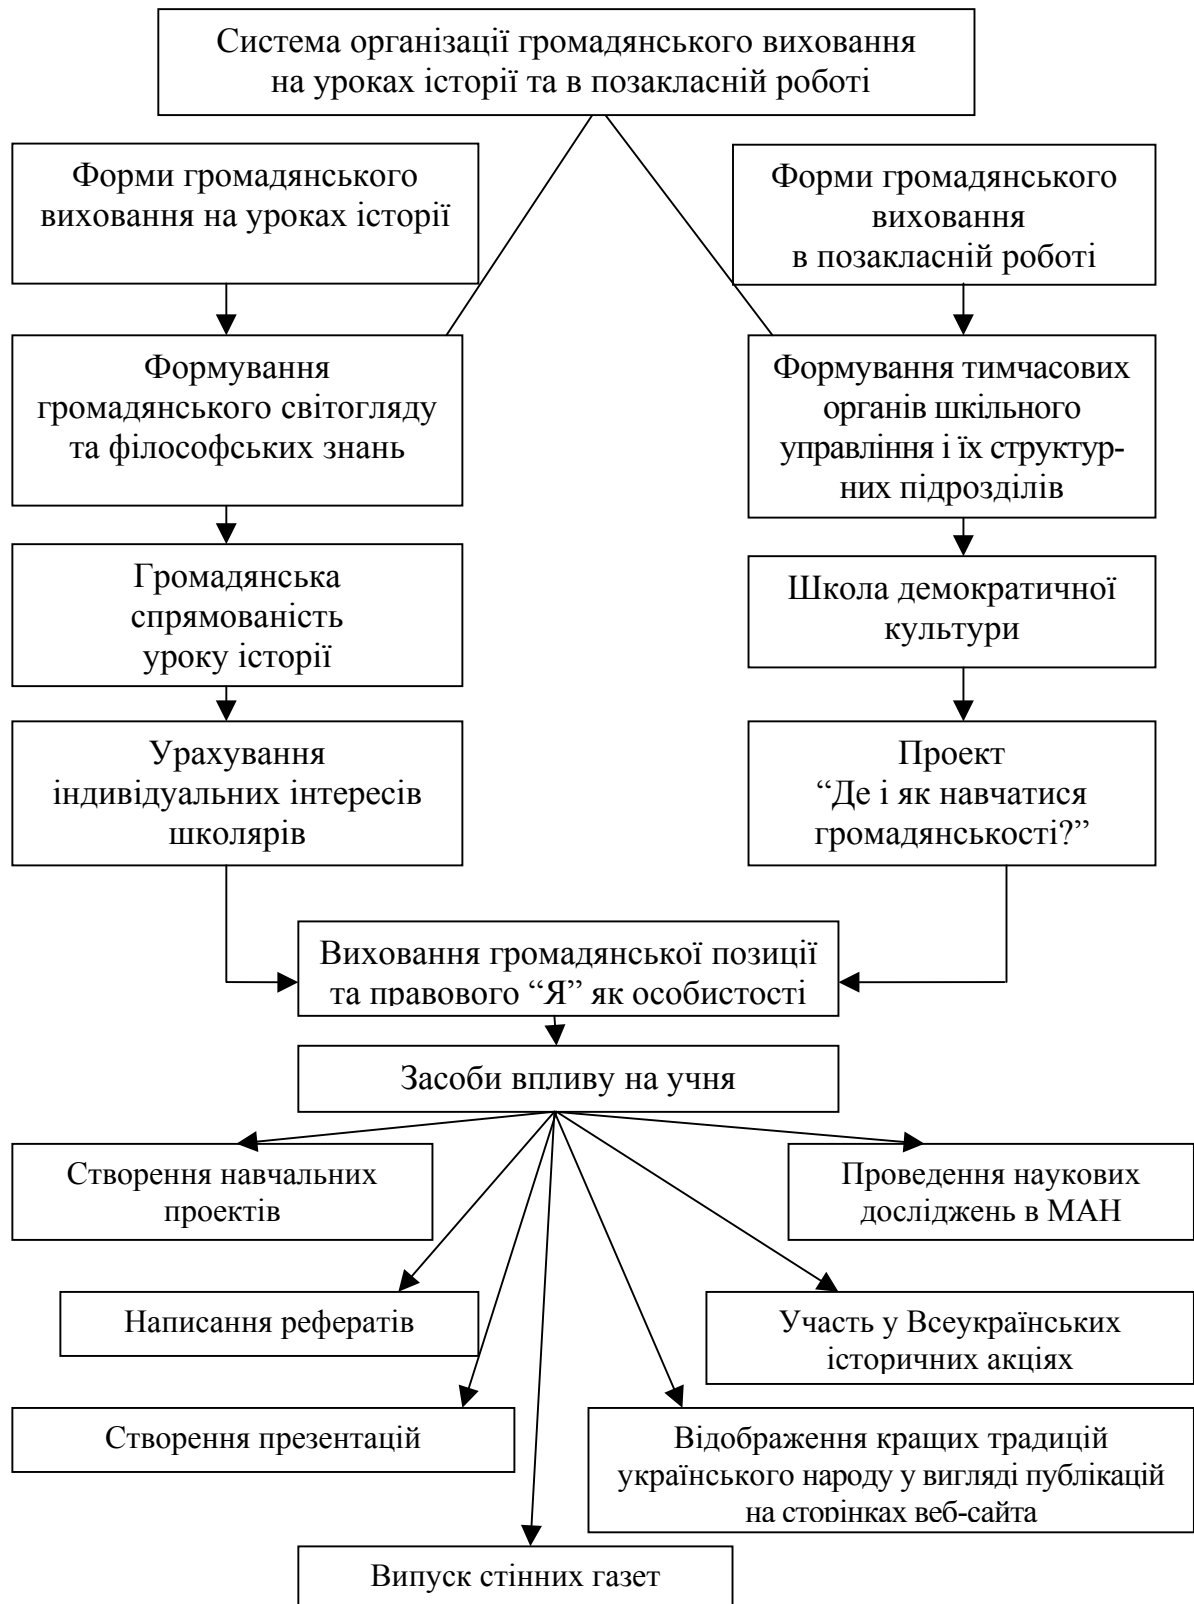 Система організації громадянського виховання
на уроках історії та в позакласній роботі
Форми громадянського
виховання на уроках історії
Форми громадянського
виховання
в позакласній роботі
Формування
громадянського світогляду
та філософських знань
Формування тимчасових
органів шкільного
управління і їх структур-
них підрозділів
Громадянська
спрямованість
уроку історії
Школа демократичної
культури
Урахування
індивідуальних інтересів
школярів
Проект
“Де і як навчатися
громадянськості?”
Виховання громадянської позиції
та правового “Я” як особистості
Засоби впливу на учня
Створення навчальних
проектів
Проведення наукових
досліджень в МАН
Написання рефератів
Участь у Всеукраїнських
історичних акціях
Створення презентацій
Відображення кращих традицій
українського народу у вигляді публікацій
на сторінках веб-сайта
Випуск стінних газет